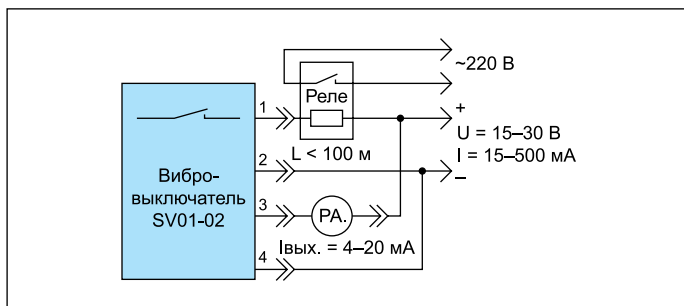 ~220 В
Реле
1
+
U = 15–30 В
L < 100 м
I = 15–500 мА
2
–
Вибро-
выключатель
SV01-02
3
PA.
Iвых. = 4–20 мА
4